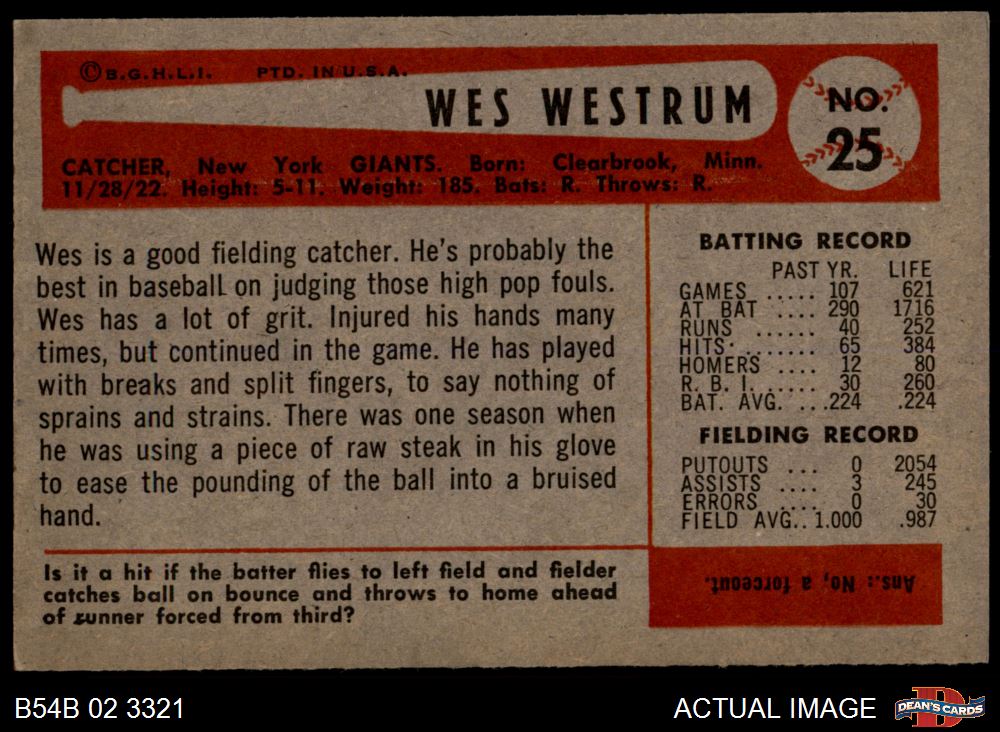 © B.G.H.L.I. PTD. IN U.S.A.
WES WESTRUM
NO.
25
CATCHER, New York GIANTS. Born: Clearbrook, Minn.
11/28/22. Height: 5-11. Weight: 185. Bats: R. Throws: R.
Wes is a good fielding catcher. He's probably the
best in baseball on judging those high pop fouls.
Wes has a lot of grit. Injured his hands many
times, but continued in the game. He has played
with breaks and split fingers, to say nothing of
sprains and strains. There was one season when
he was using a piece of raw steak in his glove
to ease the pounding of the ball into a bruised
hand.
BATTING RECORD
PAST YR. LIFE
GAMES ..... 107 621
AT BAT .... 290 1716
RUNS ...... 40 252
HITS ....... 65 384
HOMERS .... 12 80
R. B. I. ...... 30 260
BAT. AVG. ...224 .224
FIELDING RECORD
PUTOUTS ... 0 2054
ASSISTS .... 3 245
ERRORS .... 0 30
FIELD AVG.. 1.000 .987
Is it a hit if the batter flies to left field and fielder
catches ball on bounce and throws to home ahead
of runner forced from third?
Ans.: No, a forceout.
B54B 02 3321
ACTUAL IMAGE
D
DEAN'S CARDS